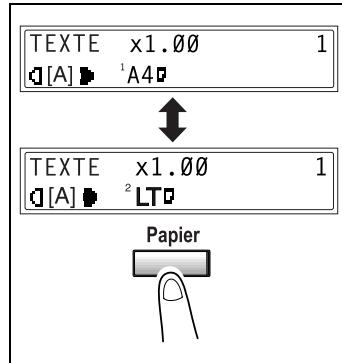 TEXTE x1.00 1
[A] 1A4
TEXTE x1.00 1
[A] 2LT
Papier